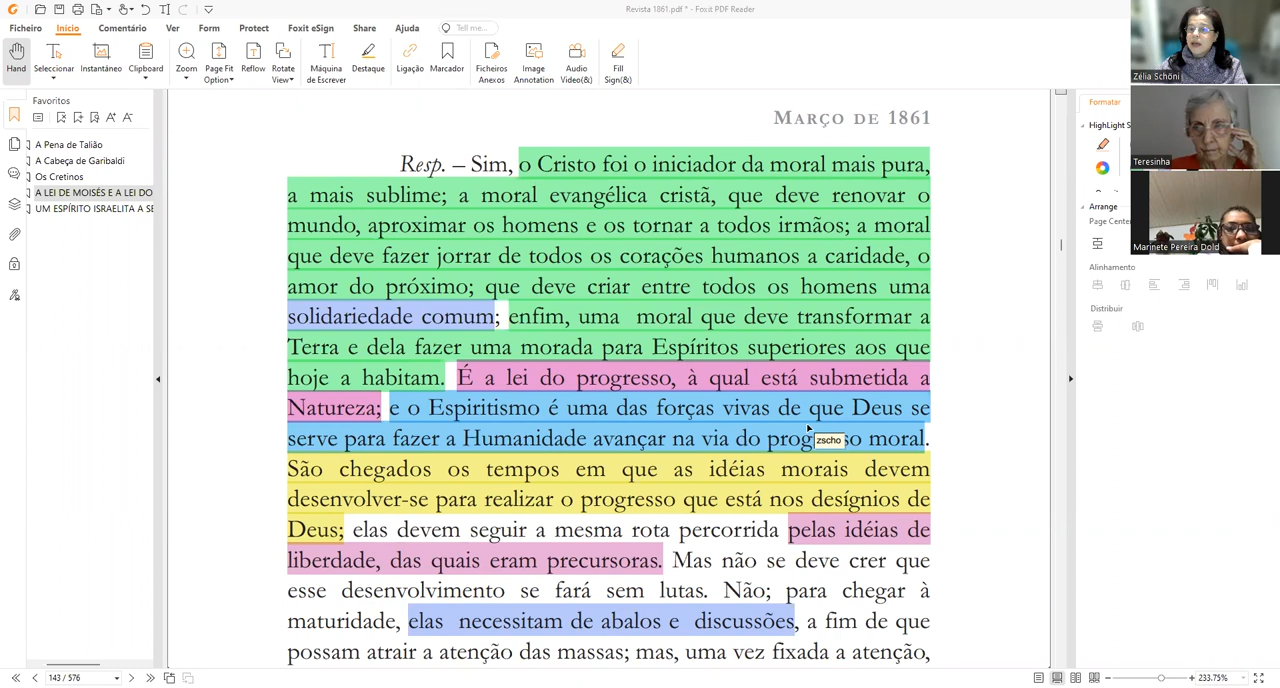 Revista 1861.pdf * - Foxit PDF Reader
Ficheiro Início Comentário Ver Form Protect Foxit eSign Share Ajuda Tell me...
Hand Seleccionar Instantâneo Clipboard Zoom Page Fit Option Reflow Rotate View Máquina de Escrever Destaque Ligação Marcador Ficheiros Anexos Image Annotation Audio Video(&) Fill Sign(&)
Favoritos
A Pena de Talião
A Cabeça de Garibaldi
Os Cretinos
A LEI DE MOISÉS E A LEI DO
UM ESPÍRITO ISRAELITA A SE
MARÇO DE 1861
Resp. – Sim, o Cristo foi o iniciador da moral mais pura,
a mais sublime; a moral evangélica cristã, que deve renovar o
mundo, aproximar os homens e os tornar a todos irmãos; a moral
que deve fazer jorrar de todos os corações humanos a caridade, o
amor do próximo; que deve criar entre todos os homens uma
solidariedade comum; enfim, uma moral que deve transformar a
Terra e dela fazer uma morada para Espíritos superiores aos que
hoje a habitam. É a lei do progresso, à qual está submetida a
Natureza; e o Espiritismo é uma das forças vivas de que Deus se
serve para fazer a Humanidade avançar na via do prog so moral.
zscho
São chegados os tempos em que as idéias morais devem
desenvolver-se para realizar o progresso que está nos desígnios de
Deus; elas devem seguir a mesma rota percorrida pelas idéias de
liberdade, das quais eram precursoras. Mas não se deve crer que
esse desenvolvimento se fará sem lutas. Não; para chegar à
maturidade, elas necessitam de abalos e discussões, a fim de que
possam atrair a atenção das massas; mas, uma vez fixada a atenção,
Formatar
HighLight S
Arrange
Page Center
Alinhamento
Distribuir
Zélia Schöni
Teresinha
Marinete Pereira Dold
143 / 576
233.75%